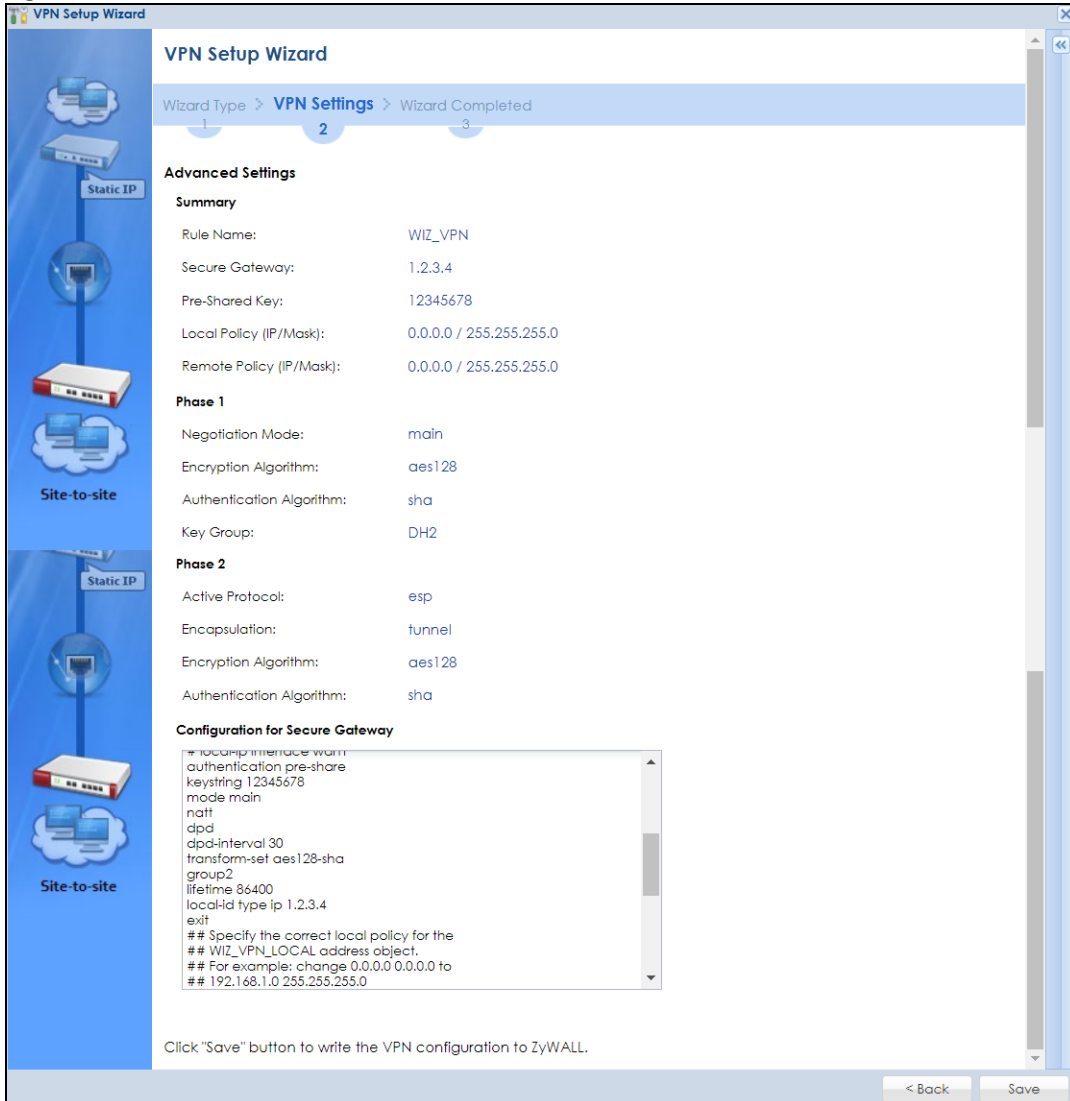 VPN Setup Wizard
VPN Setup Wizard
Wizard Type > VPN Settings > Wizard Completed
1 2 3
Static IP
Site-to-site
Static IP
Site-to-site
Advanced Settings
Summary
Rule Name: WIZ_VPN
Secure Gateway: 1.2.3.4
Pre-Shared Key: 12345678
Local Policy (IP/Mask): 0.0.0.0 / 255.255.255.0
Remote Policy (IP/Mask): 0.0.0.0 / 255.255.255.0
Phase 1
Negotiation Mode: main
Encryption Algorithm: aes128
Authentication Algorithm: sha
Key Group: DH2
Phase 2
Active Protocol: esp
Encapsulation: tunnel
Encryption Algorithm: aes128
Authentication Algorithm: sha
Configuration for Secure Gateway
# local-ip interface wan1
authentication pre-share
keystring 12345678
mode main
natt
dpd
dpd-interval 30
transform-set aes128-sha
group2
lifetime 86400
local-id type ip 1.2.3.4
exit
## Specify the correct local policy for the
## WIZ_VPN_LOCAL address object.
## For example: change 0.0.0.0 0.0.0.0 to
## 192.168.1.0 255.255.255.0
Click "Save" button to write the VPN configuration to ZyWALL.
< Back Save